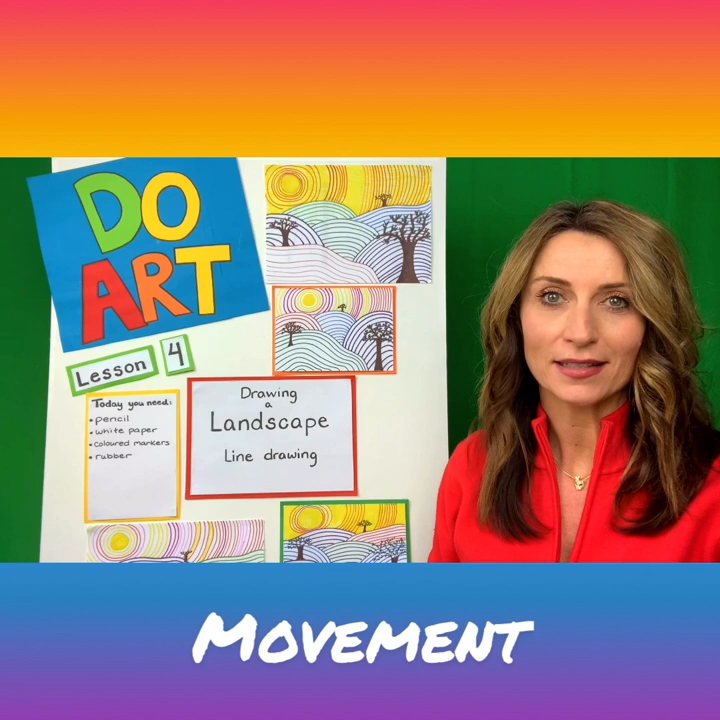 DO
ART
Lesson 4
Today you need:
• pencil
• white paper
• coloured markers
• rubber
Drawing
a
Landscape
Line drawing
MOVEMENT